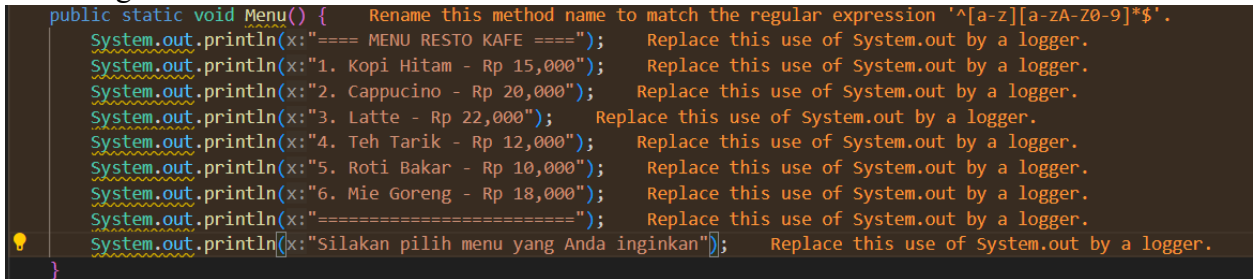 public static void Menu() {    Rename this method name to match the regular expression '^[a-z][a-zA-Z0-9]*$'.
    System.out.println(x:"==== MENU RESTO KAFE ====");    Replace this use of System.out by a logger.
    System.out.println(x:"1. Kopi Hitam - Rp 15,000");    Replace this use of System.out by a logger.
    System.out.println(x:"2. Cappucino - Rp 20,000");    Replace this use of System.out by a logger.
    System.out.println(x:"3. Latte - Rp 22,000");    Replace this use of System.out by a logger.
    System.out.println(x:"4. Teh Tarik - Rp 12,000");    Replace this use of System.out by a logger.
    System.out.println(x:"5. Roti Bakar - Rp 10,000");    Replace this use of System.out by a logger.
    System.out.println(x:"6. Mie Goreng - Rp 18,000");    Replace this use of System.out by a logger.
    System.out.println(x:"=========================");    Replace this use of System.out by a logger.
    System.out.println(x:"Silakan pilih menu yang Anda inginkan");    Replace this use of System.out by a logger.
}